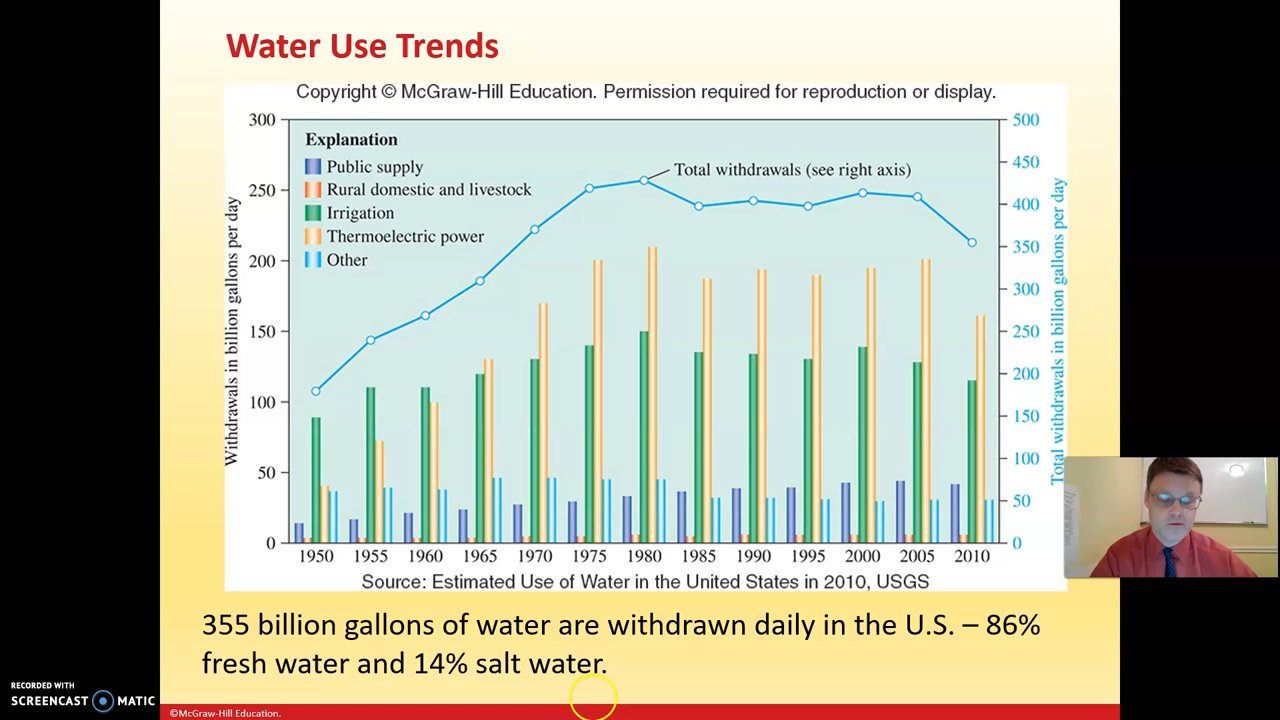 Water Use Trends
Copyright © McGraw-Hill Education. Permission required for reproduction or display.
300
250
200
150
100
50
0
Withdrawals in billion gallons per day
Explanation
Public supply
Rural domestic and livestock
Irrigation
Thermoelectric power
Other
Total withdrawals (see right axis)
500
450
400
350
300
250
200
150
100
50
0
Total withdrawals in billion gallons per day
1950 1955 1960 1965 1970 1975 1980 1985 1990 1995 2000 2005 2010
Source: Estimated Use of Water in the United States in 2010, USGS
355 billion gallons of water are withdrawn daily in the U.S. – 86%
fresh water and 14% salt water.
RECORDED WITH
SCREENCAST MATIC
©McGraw-Hill Education.